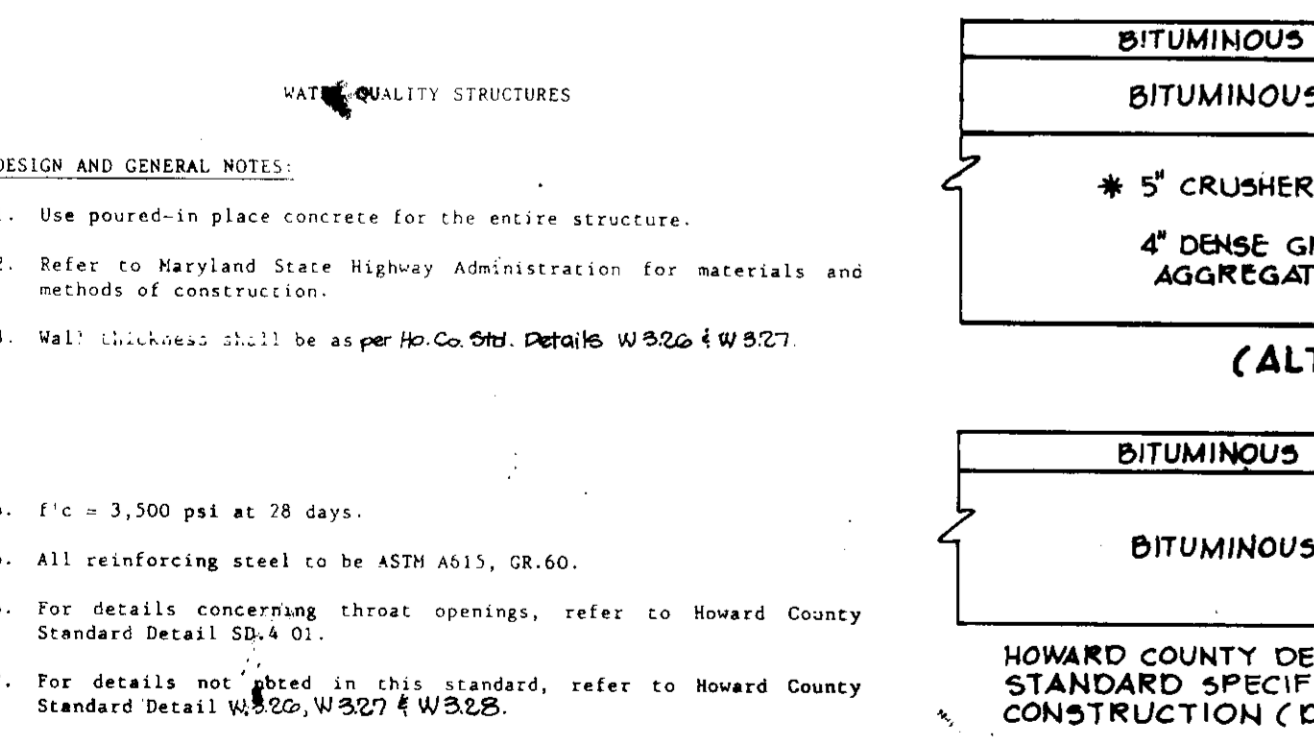 WATER QUALITY STRUCTURES
DESIGN AND GENERAL NOTES:
. Use poured-in place concrete for the entire structure.
2. Refer to Maryland State Highway Administration for materials and
methods of construction.
. Wall thickness shall be as per Ho. Co. Std. Details W 3.26 & W 3.27.
. f'c = 3,500 psi at 28 days.
. All reinforcing steel to be ASTM A615, GR.60.
. For details concerning throat openings, refer to Howard County
Standard Detail SD.4 01.
. For details not noted in this standard, refer to Howard County
Standard Detail W.3.26, W 3.27 & W 3.28.
BITUMINOUS
BITUMINOUS
* 5" CRUSHER
4" DENSE
AGGREGAT
(ALT
BITUMINOUS
BITUMINOUS
HOWARD COUNTY DE
STANDARD SPECIF
CONSTRUCTION (